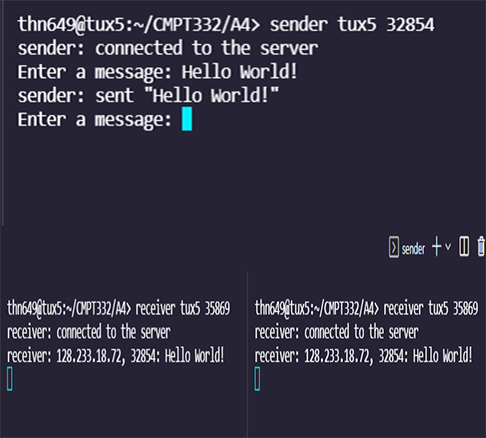 thn649@tux5:~/CMPT332/A4> sender tux5 32854
sender: connected to the server
Enter a message: Hello World!
sender: sent "Hello World!"
Enter a message:
sender
thn649@tux5:~/CMPT332/A4> receiver tux5 35869
receiver: connected to the server
receiver: 128.233.18.72, 32854: Hello World!
thn649@tux5:~/CMPT332/A4> receiver tux5 35869
receiver: connected to the server
receiver: 128.233.18.72, 32854: Hello World!